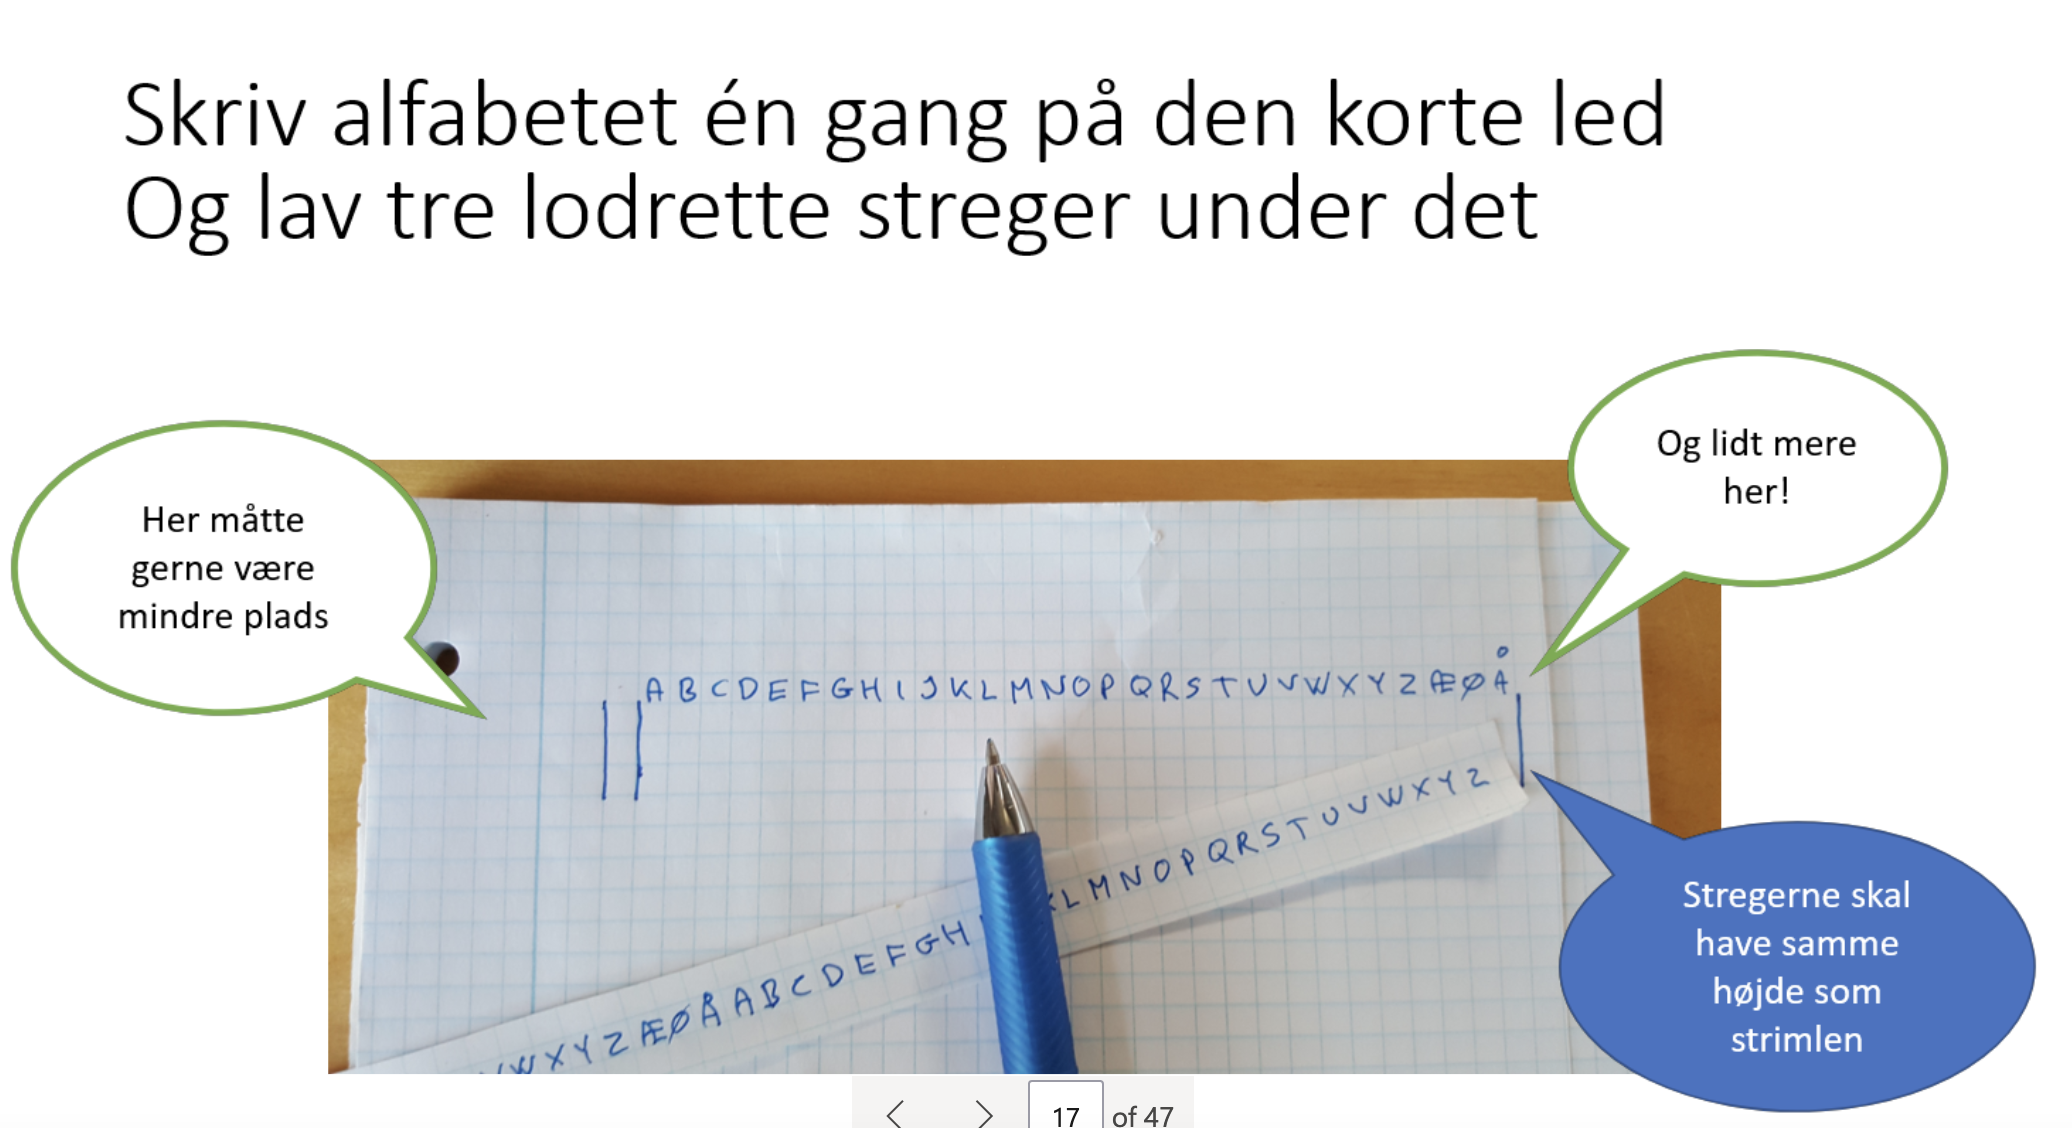 Skriv alfabetet én gang på den korte led
Og lav tre lodrette streger under det
Her måtte
gerne være
mindre plads
Og lidt mere
her!
A B C D E F G H I J K L M N O P Q R S T U V W X Y Z Æ Ø Å
W X Y Z Æ Ø Å A B C D E F G H
L M N O P Q R S T U V W X Y Z
Stregerne skal
have samme
højde som
strimlen
17 of 47